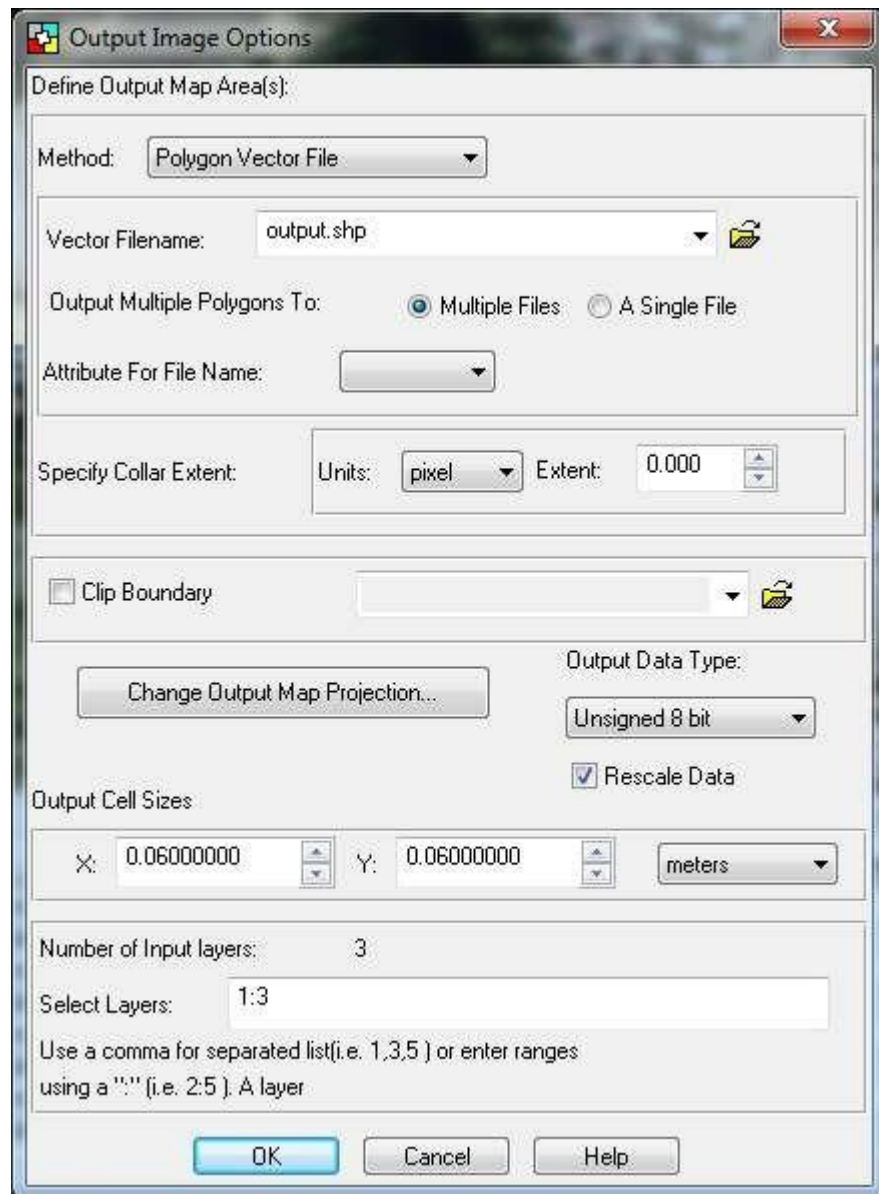 Output Image Options
Define Output Map Area(s):
Method: Polygon Vector File
Vector Filename: output.shp
Output Multiple Polygons To: Multiple Files A Single File
Attribute For File Name:
Specify Collar Extent: Units: pixel Extent: 0.000
Clip Boundary
Output Data Type:
Change Output Map Projection...
Unsigned 8 bit
Rescale Data
Output Cell Sizes
X: 0.06000000 Y: 0.06000000 meters
Number of Input layers: 3
Select Layers: 1:3
Use a comma for separated list(i.e. 1,3,5 ) or enter ranges
using a ":" (i.e. 2:5 ). A layer
OK Cancel Help